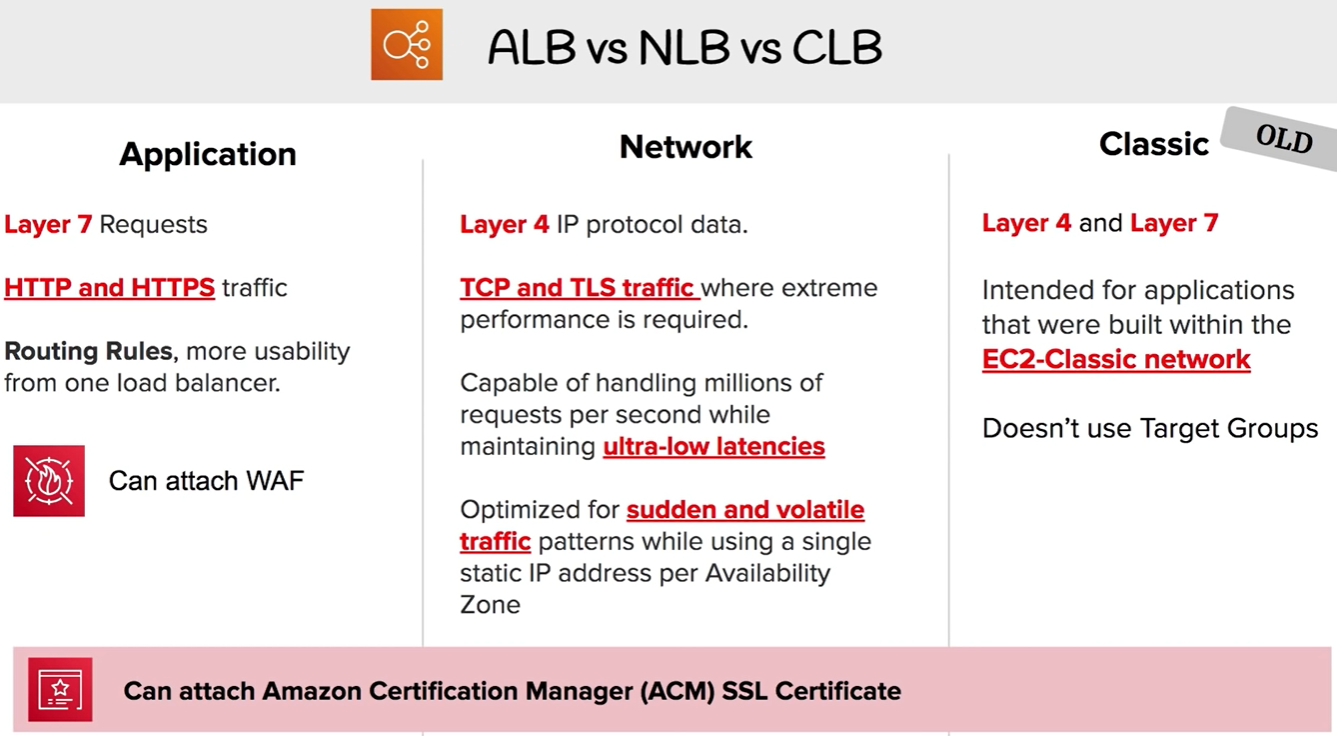 ALB vs NLB vs CLB
Application
Layer 7 Requests
HTTP and HTTPS traffic
Routing Rules, more usability
from one load balancer.
Can attach WAF
Network
Layer 4 IP protocol data.
TCP and TLS traffic where extreme
performance is required.
Capable of handling millions of
requests per second while
maintaining ultra-low latencies
Optimized for sudden and volatile
traffic patterns while using a single
static IP address per Availability
Zone
Classic
OLD
Layer 4 and Layer 7
Intended for applications
that were built within the
EC2-Classic network
Doesn’t use Target Groups
Can attach Amazon Certification Manager (ACM) SSL Certificate